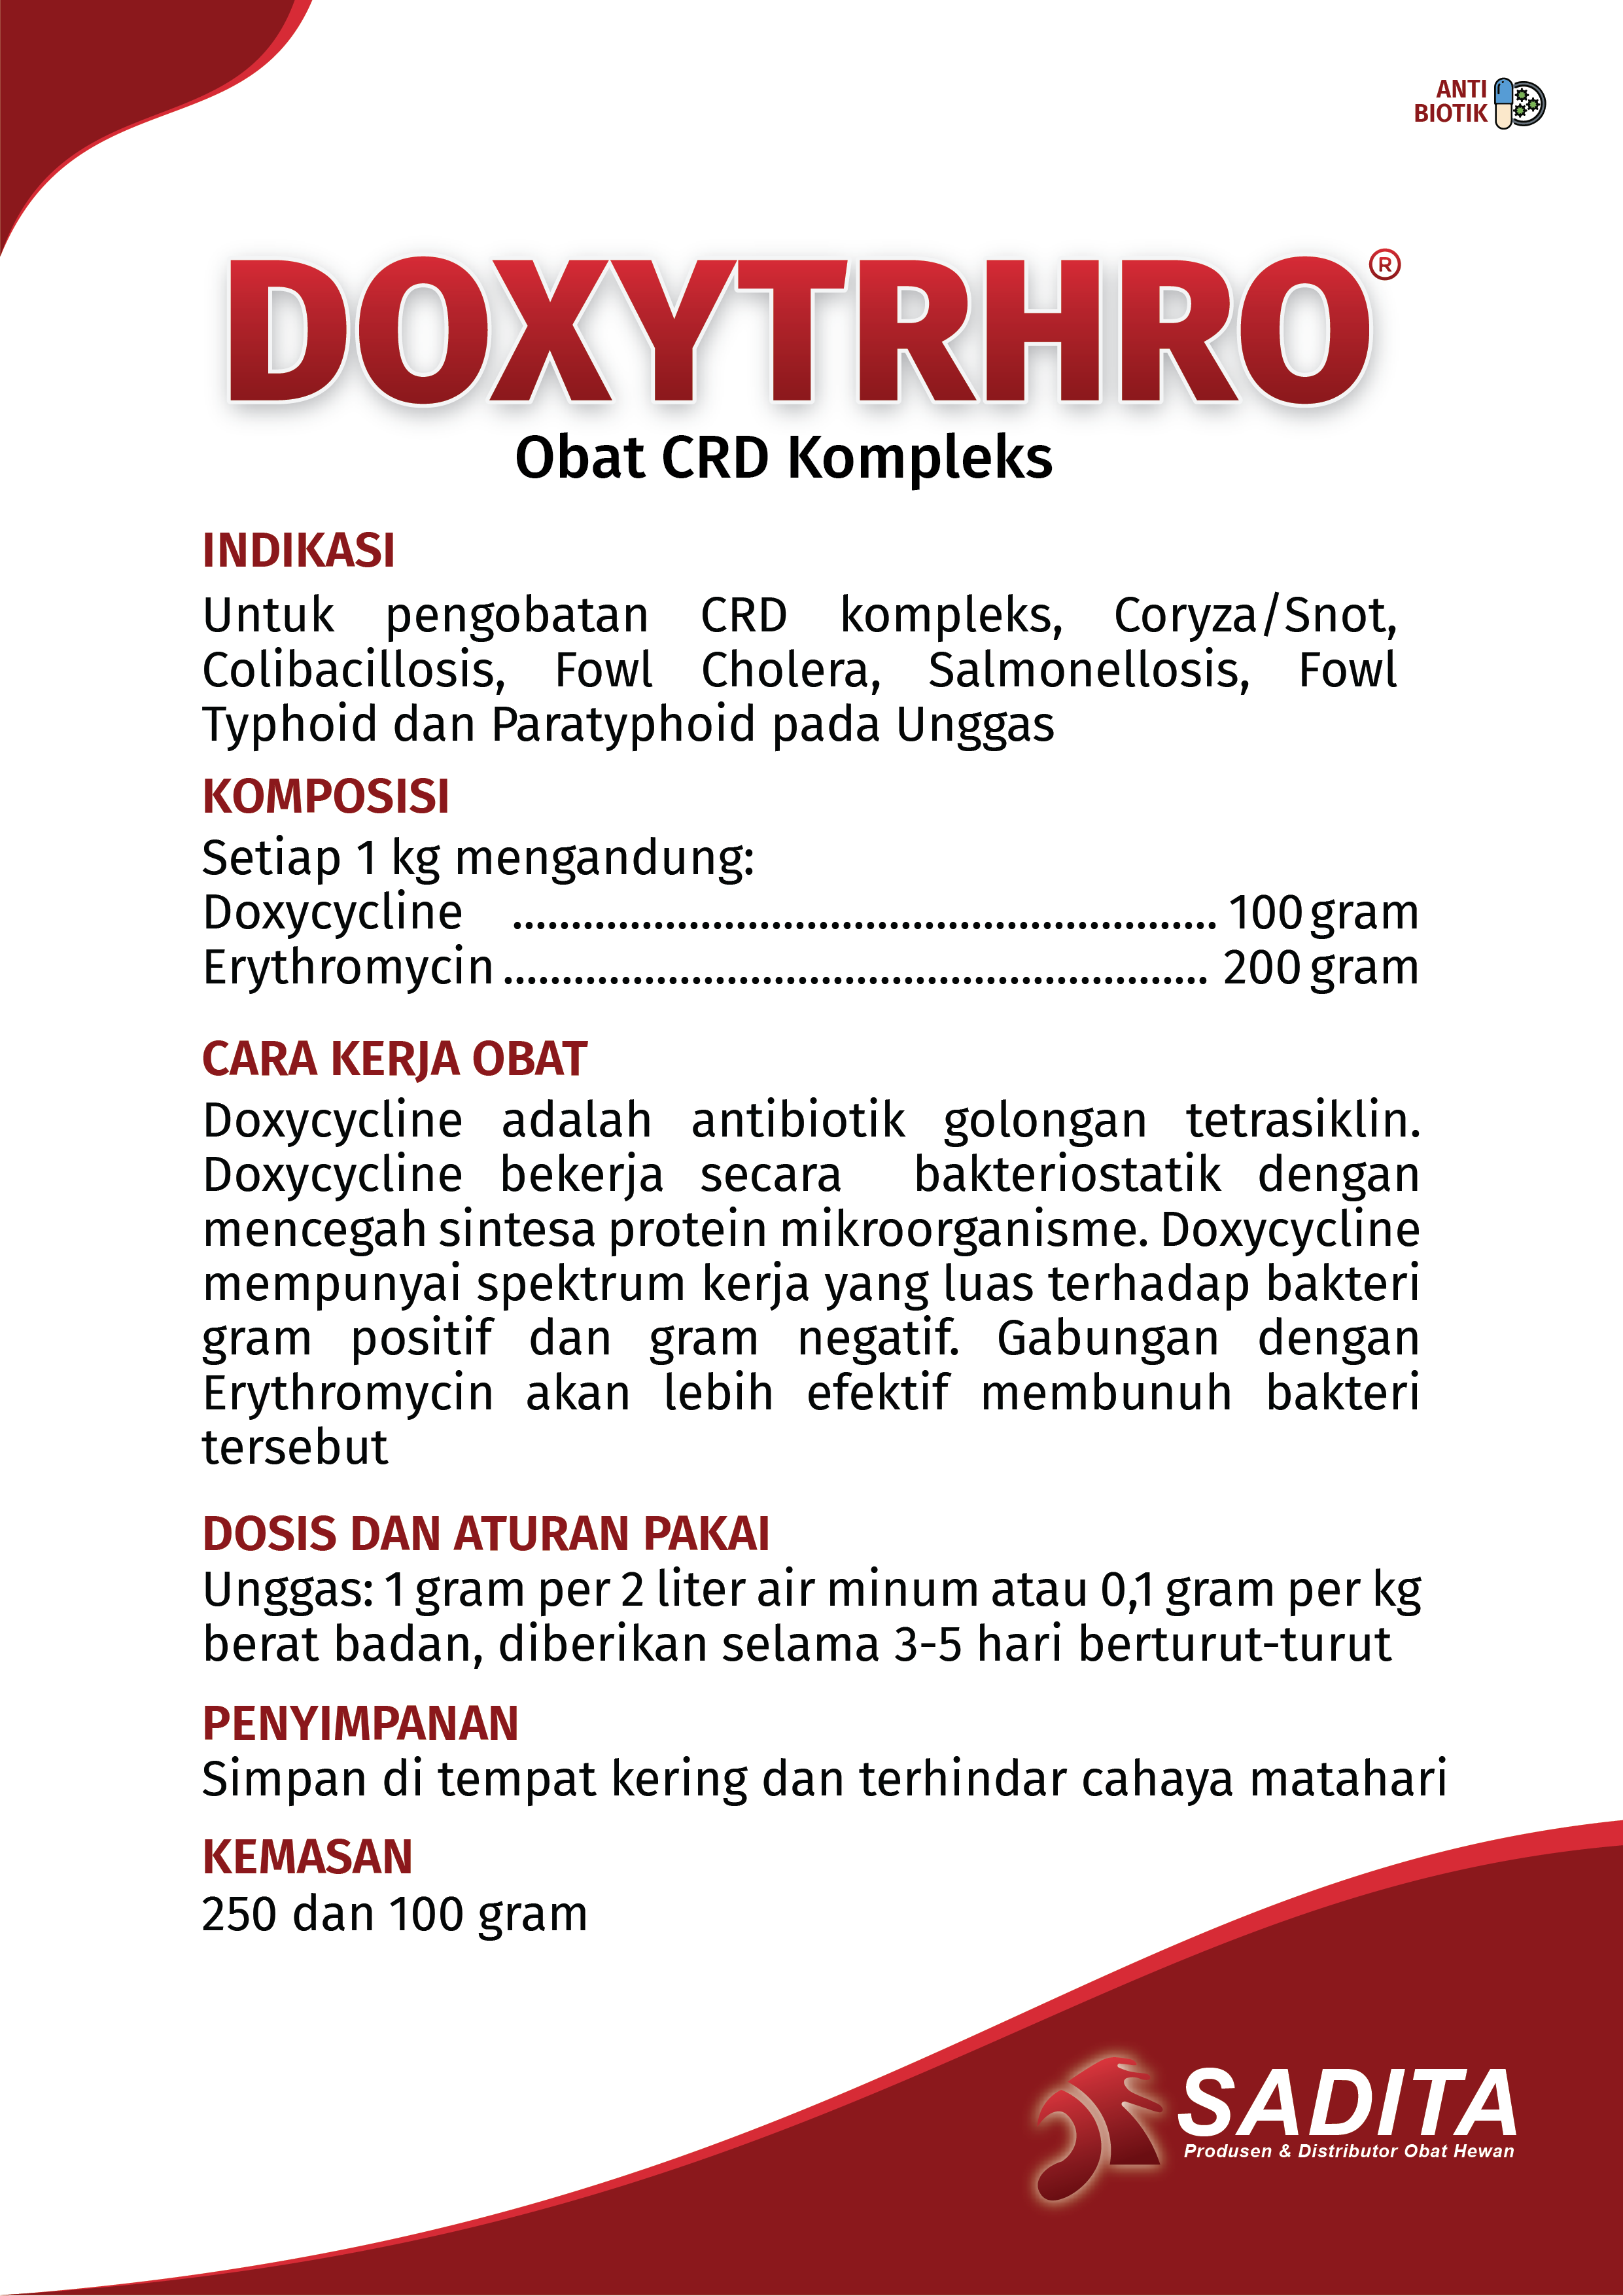 ANTI
BIOTIK
DOXYTRHRO®
Obat CRD Kompleks
INDIKASI
Untuk pengobatan CRD kompleks, Coryza/Snot,
Colibacillosis, Fowl Cholera, Salmonellosis, Fowl
Typhoid dan Paratyphoid pada Unggas
KOMPOSISI
Setiap 1 kg mengandung:
Doxycycline ............................................................ 100 gram
Erythromycin ............................................................ 200 gram
CARA KERJA OBAT
Doxycycline adalah antibiotik golongan tetrasiklin.
Doxycycline bekerja secara bakteriostatik dengan
mencegah sintesa protein mikroorganisme. Doxycycline
mempunyai spektrum kerja yang luas terhadap bakteri
gram positif dan gram negatif. Gabungan dengan
Erythromycin akan lebih efektif membunuh bakteri
tersebut
DOSIS DAN ATURAN PAKAI
Unggas: 1 gram per 2 liter air minum atau 0,1 gram per kg
berat badan, diberikan selama 3-5 hari berturut-turut
PENYIMPANAN
Simpan di tempat kering dan terhindar cahaya matahari
KEMASAN
250 dan 100 gram
SADITA
Produsen & Distributor Obat Hewan